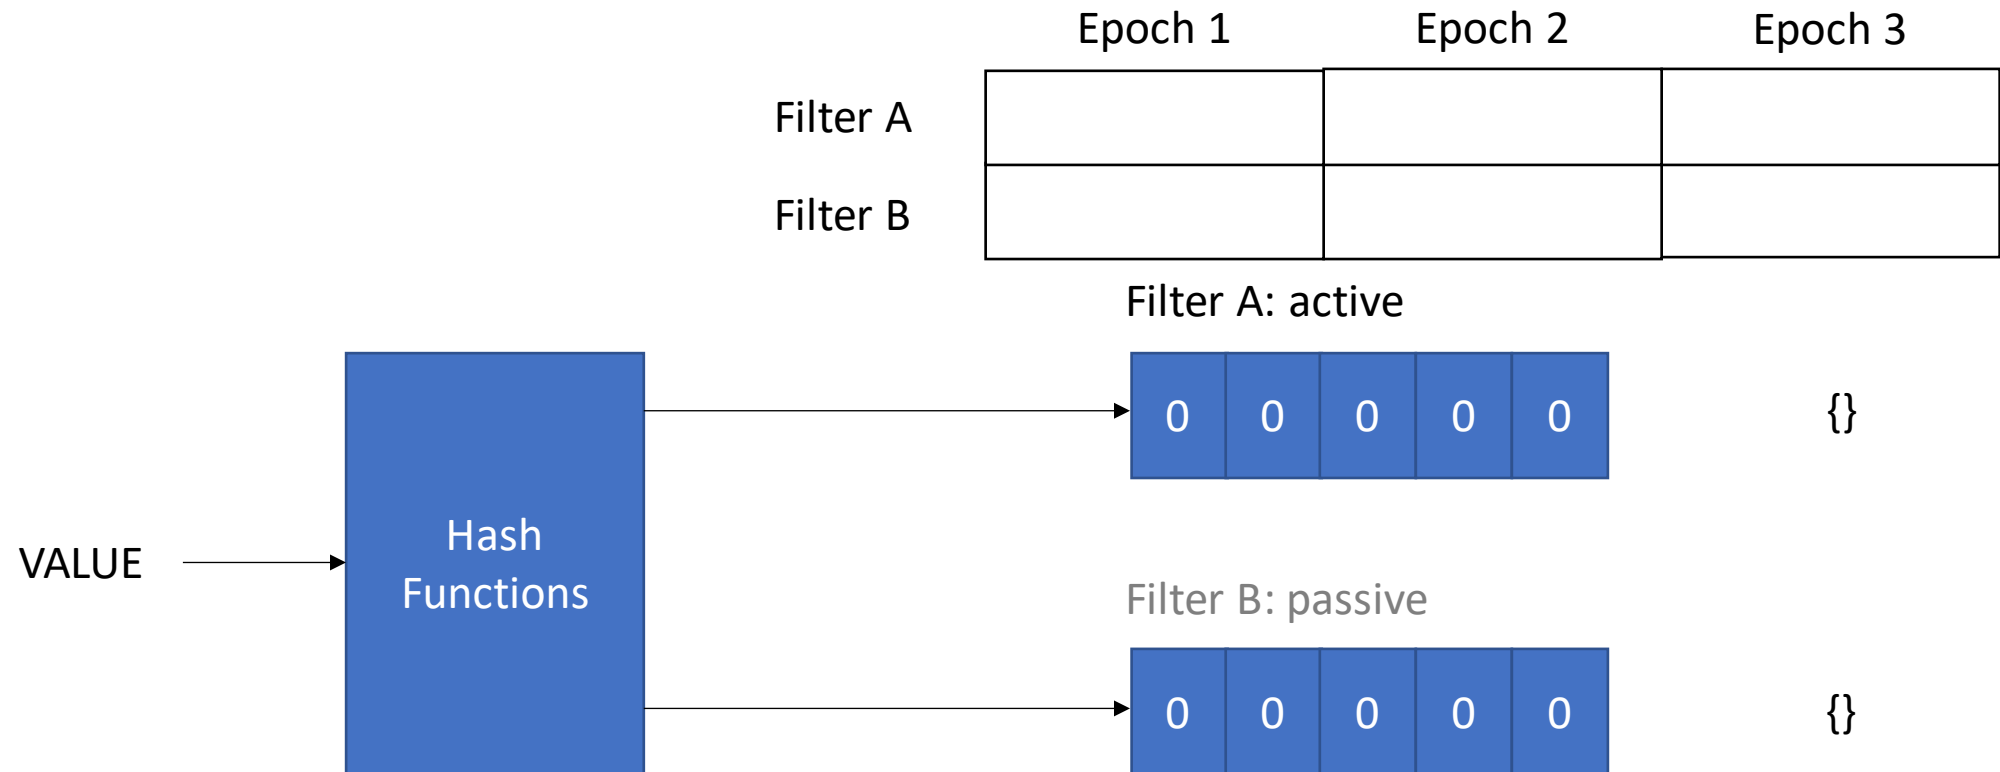 Epoch 1 Epoch 2 Epoch 3
Filter A
Filter B
Filter A: active
0 0 0 0 0 {}
Hash
Functions
VALUE
Filter B: passive
0 0 0 0 0 {}